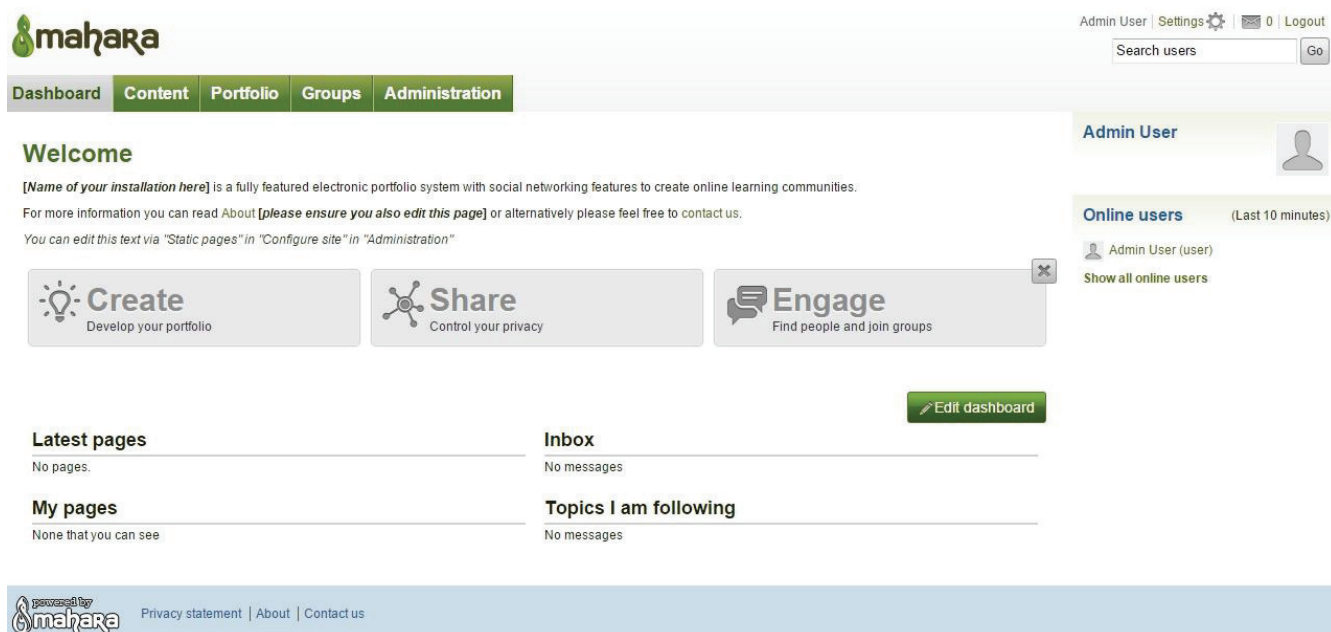 mahara
Admin User | Settings | 0 | Logout
Search users Go
Dashboard Content Portfolio Groups Administration
Welcome
[Name of your installation here] is a fully featured electronic portfolio system with social networking features to create online learning communities.
For more information you can read About [please ensure you also edit this page] or alternatively please feel free to contact us.
You can edit this text via "Static pages" in "Configure site" in "Administration"
Create
Develop your portfolio
Share
Control your privacy
Engage
Find people and join groups
Edit dashboard
Latest pages
No pages.
Inbox
No messages
My pages
None that you can see
Topics I am following
No messages
Admin User
Online users (Last 10 minutes)
Admin User (user)
Show all online users
powered by
mahara
Privacy statement | About | Contact us